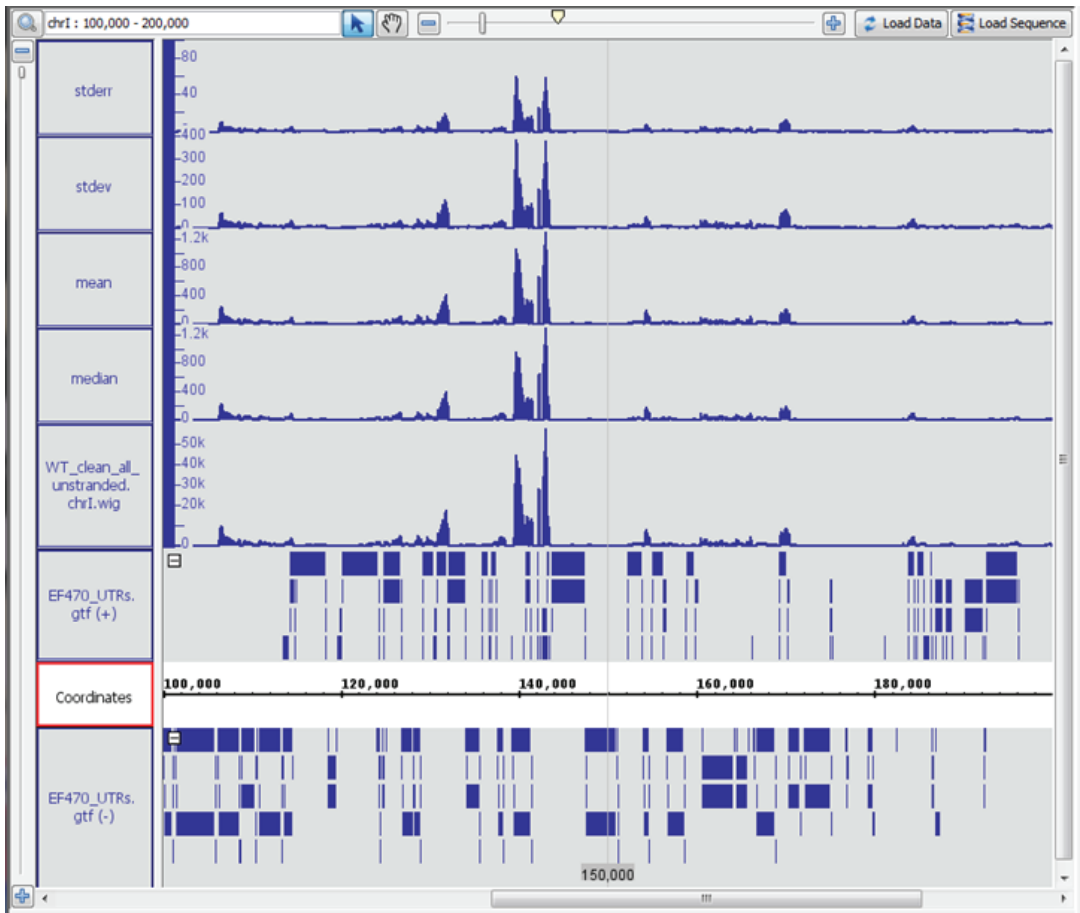 chrI : 100,000 - 200,000
Load Data
Load Sequence
stderr
80
40
stdev
400
300
200
100
0
mean
1.2k
800
400
0
median
1.2k
800
400
0
WT_clean_all_
unstranded.
chrI.wig
50k
40k
30k
20k
0
EF470_UTRs.
gtf (+)
Coordinates
100,000 120,000 140,000 160,000 180,000
EF470_UTRs.
gtf (-)
150,000